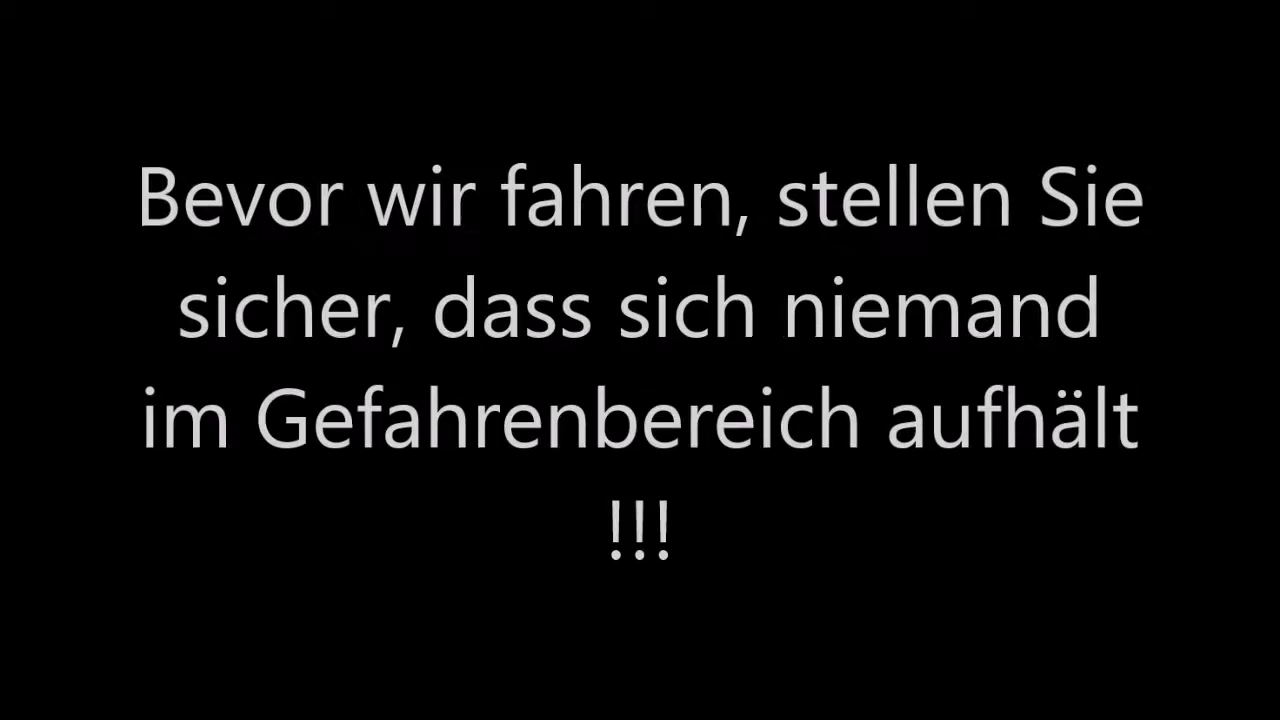 Bevor wir fahren, stellen Sie
sicher, dass sich niemand
im Gefahrenbereich aufhält
!!!